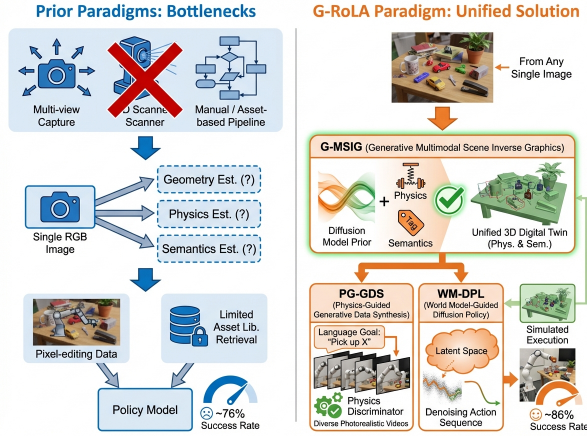 Prior Paradigms: Bottlenecks
Multi-view
Capture
D Scanne
Scanner
Manual / Asset-
based Pipeline
Single RGB
Image
Geometry Est. (?)
Physics Est. (?)
Semantics Est. (?)
Pixel-editing Data
Limited
Asset Lib.
Retrieval
Policy Model
~76%
Success Rate
G-RoLA Paradigm: Unified Solution
From Any
Single Image
G-MSIG (Generative Multimodal Scene Inverse Graphics)
Diffusion
Model Prior
+
Physics
Tag
Semantics
Unified 3D Digital Twin
(Phys. & Sem.)
PG-GDS
(Physics-Guided
Generative Data Synthesis)
Language Goal:
"Pick up X"
Physics
Discriminator
Diverse Photorealistic Videos
WM-DPL
(World Model-Guided
Diffusion Policy)
Latent Space
Denoising Action
Sequence
Simulated
Execution
~86%
Success Rate